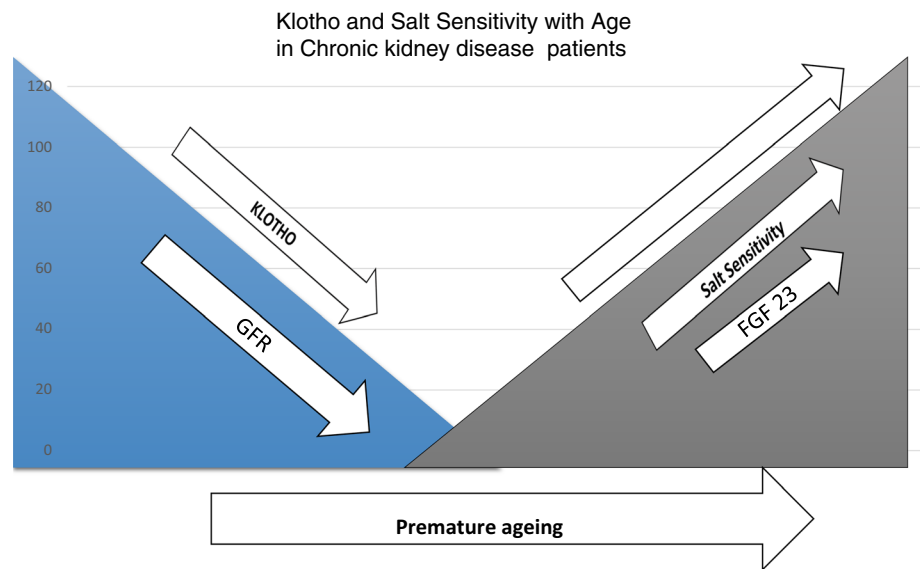 Klotho and Salt Sensitivity with Age
in Chronic kidney disease patients
120
100
80
60
40
20
0
KLOTHO
GFR
Salt Sensitivity
FGF 23
Premature ageing